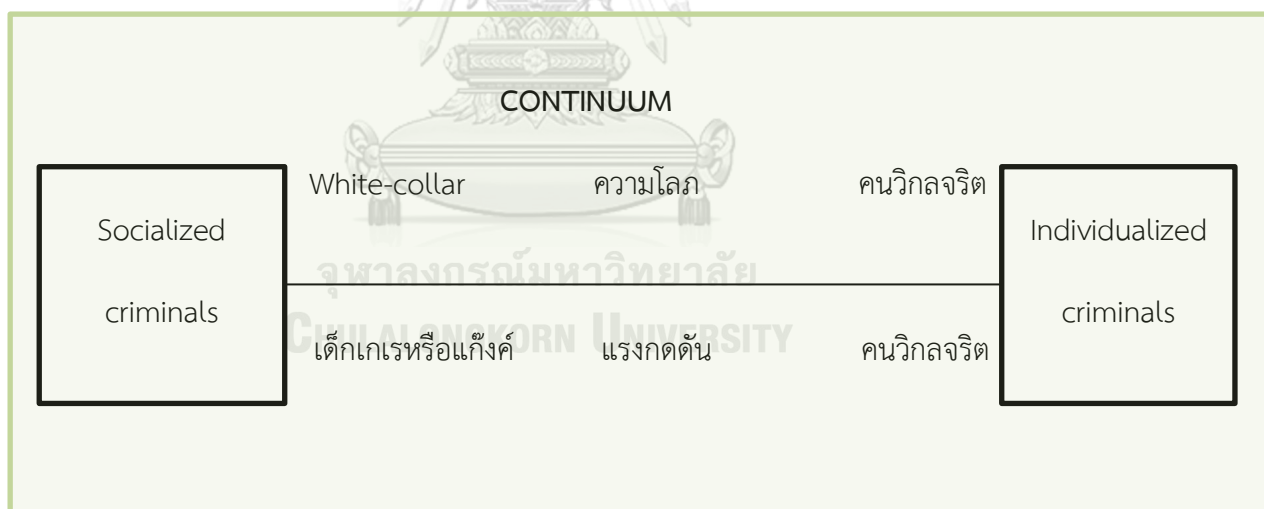 CONTINUUM
White-collar ความโลภ คนวิกลจริต
Socialized
criminals
Individualized
criminals
จุฬาลงกรณ์มหาวิทยาลัย
CHULALONGKORN UNIVERSITY
เด็กเกเรหรือแก๊งค์ แรงกดดัน คนวิกลจริต